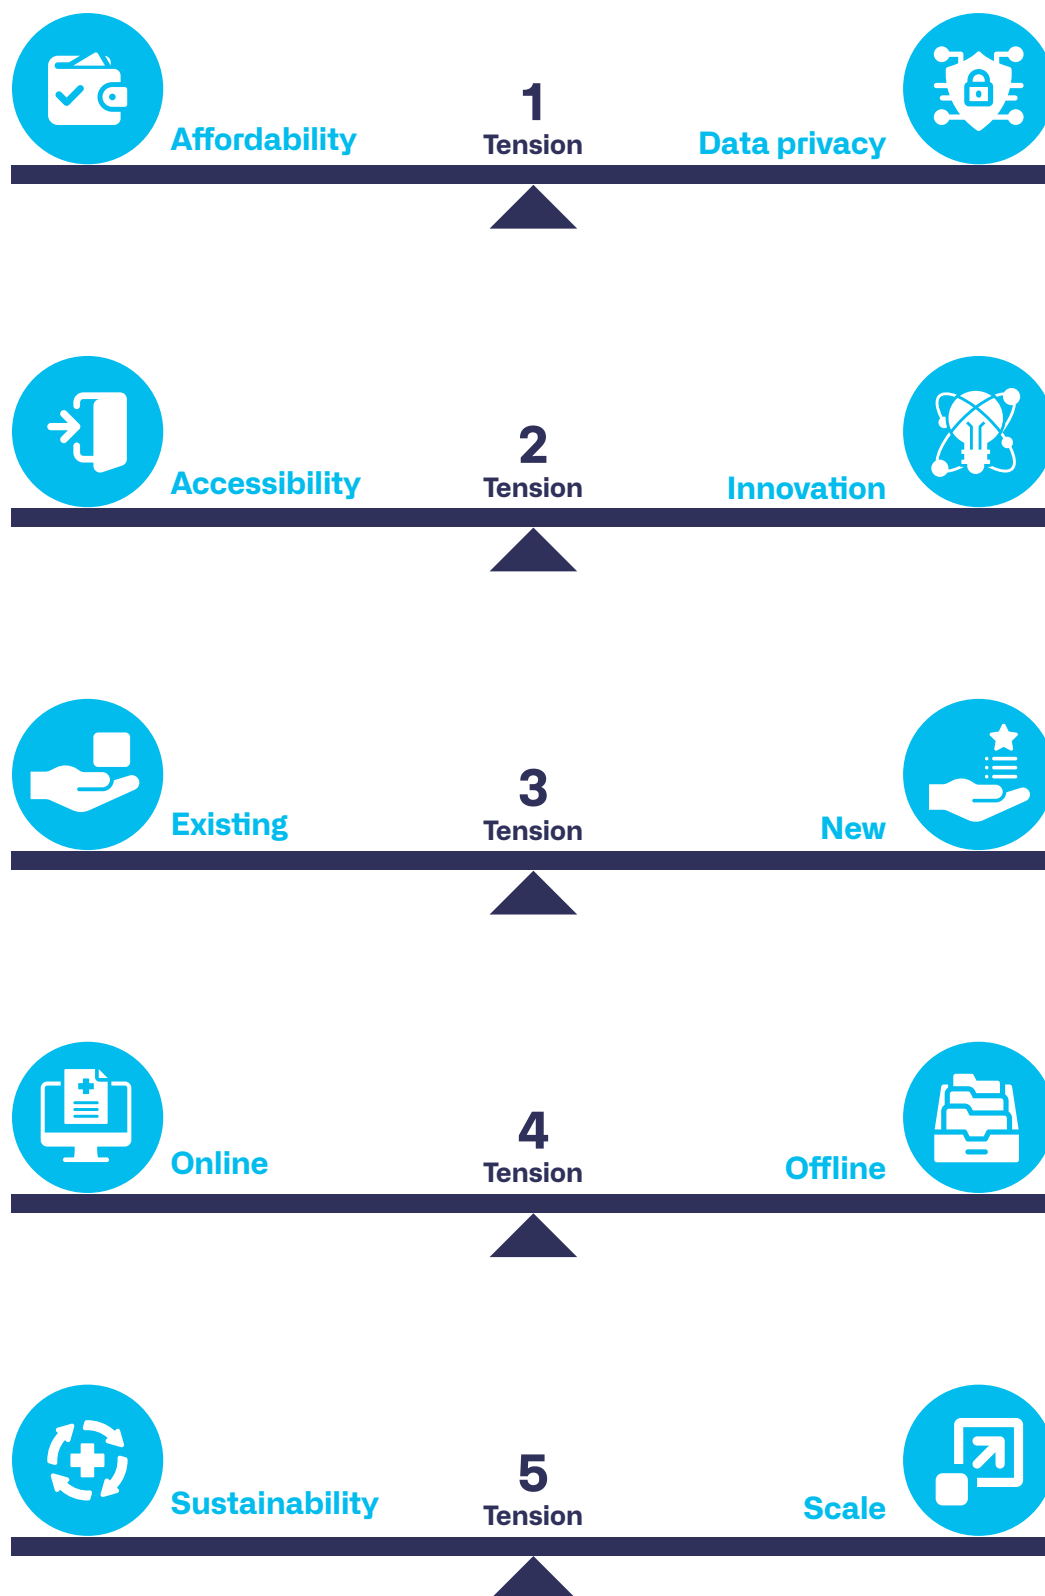 Affordability
1
Tension
Data privacy
Accessibility
2
Tension
Innovation
Existing
3
Tension
New
Online
4
Tension
Offline
Sustainability
5
Tension
Scale